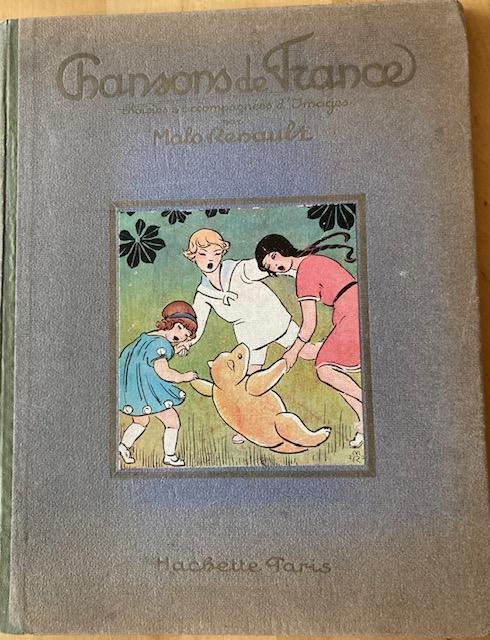 Chansons de France
Choisies & accompagnées d'Images
par
Malo Renault
Hachette Paris